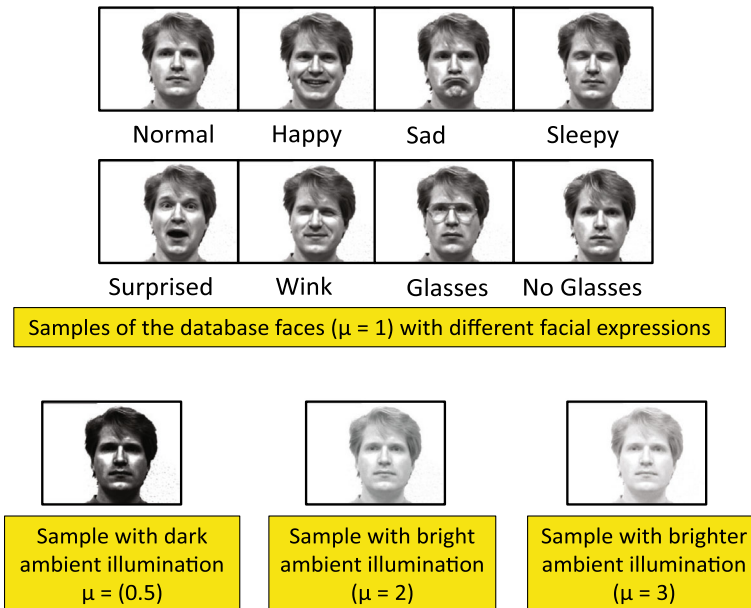 Normal Happy Sad Sleepy
Surprised Wink Glasses No Glasses
Samples of the database faces (μ = 1) with different facial expressions
Sample with dark
ambient illumination
μ = (0.5)
Sample with bright
ambient illumination
(μ = 2)
Sample with brighter
ambient illumination
(μ = 3)